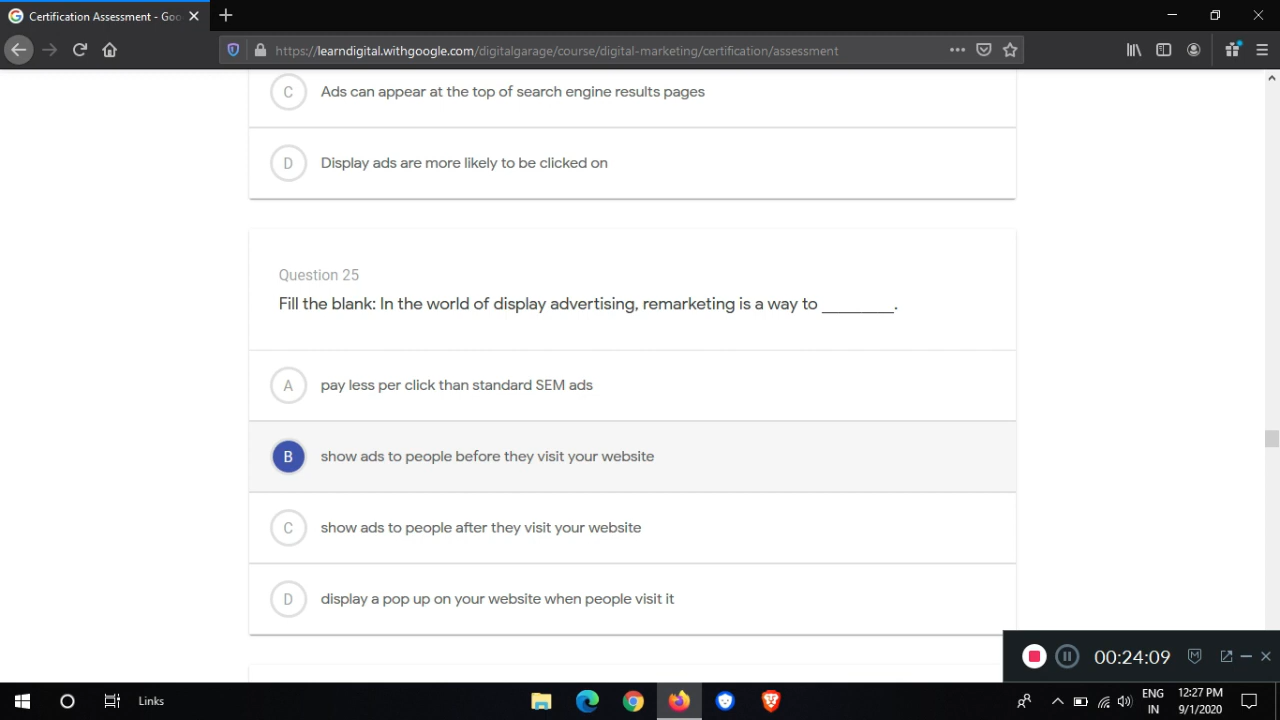 Certification Assessment - Goo
https://learndigital.withgoogle.com/digitalgarage/course/digital-marketing/certification/assessment
C Ads can appear at the top of search engine results pages
D Display ads are more likely to be clicked on
Question 25
Fill the blank: In the world of display advertising, remarketing is a way to ________.
A pay less per click than standard SEM ads
B show ads to people before they visit your website
C show ads to people after they visit your website
D display a pop up on your website when people visit it
00:24:09
Links
ENG
IN
12:27 PM
9/1/2020